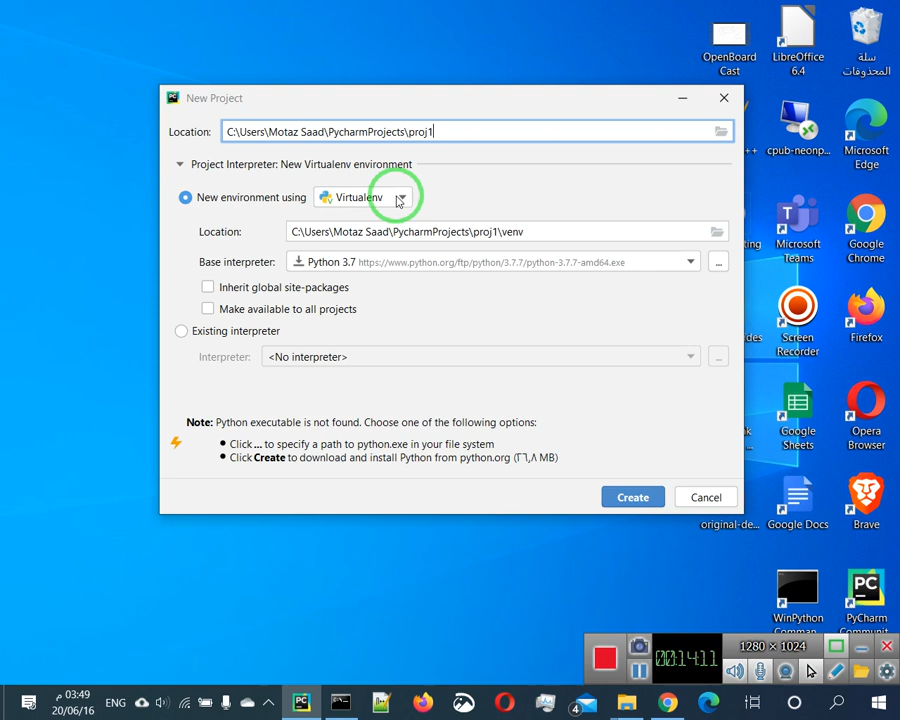 New Project
Location: C:\Users\Motaz Saad\PycharmProjects\proj1
Project Interpreter: New Virtualenv environment
New environment using Virtualenv
Location: C:\Users\Motaz Saad\PycharmProjects\proj1\venv
Base interpreter: Python 3.7 https://www.python.org/ftp/python/3.7.7/python-3.7.7-amd64.exe
...
Inherit global site-packages
Make available to all projects
Existing interpreter
Interpreter: <No interpreter>
...
Note: Python executable is not found. Choose one of the following options:
• Click ... to specify a path to python.exe in your file system
• Click Create to download and install Python from python.org (٢٦,٨ MB)
Create Cancel
OpenBoard
Cast
LibreOffice
6.4
سلة
المحذوفات
++
cpub-neonp...
Microsoft
Edge
Microsoft
Teams
Google
Chrome
Screen
Recorder
Firefox
Google
Sheets
Opera
Browser
...
original-de...
Google Docs
Brave
WinPython
Comman...
PyCharm
Communit...
00:14:11
1280 × 1024
03:49 م
20/06/16
ENG
4